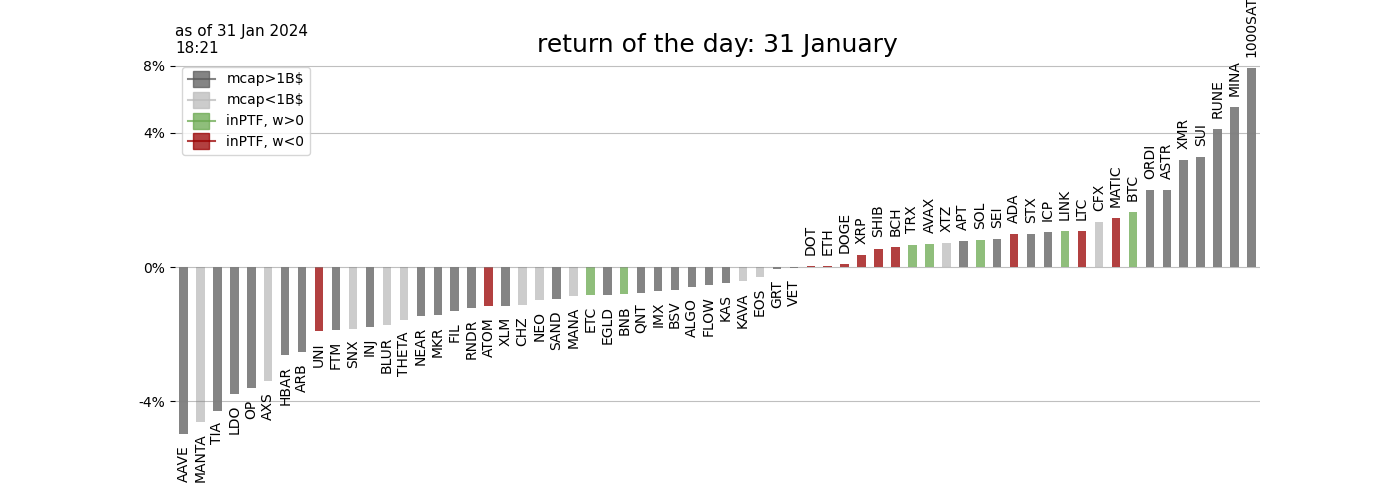 as of 31 Jan 2024
18:21
return of the day: 31 January
8%
4%
0%
-4%
mcap>1B$
mcap<1B$
inPTF, w>0
inPTF, w<0
AAVE
MANTA
TIA
LDO
OP
AXS
HBAR
ARB
UNI
FTM
SNX
INJ
BLUR
THETA
NEAR
MKR
FIL
RNDR
ATOM
XLM
CHZ
NEO
SAND
MANA
ETC
EGLD
BNB
QNT
IMX
BSV
ALGO
FLOW
KAS
KAVA
EOS
GRT
VET
DOT
ETH
DOGE
XRP
SHIB
BCH
TRX
AVAX
XTZ
APT
SOL
SEI
ADA
STX
ICP
LINK
LTC
CFX
MATIC
BTC
ORDI
ASTR
XMR
SUI
RUNE
MINA
1000SAT